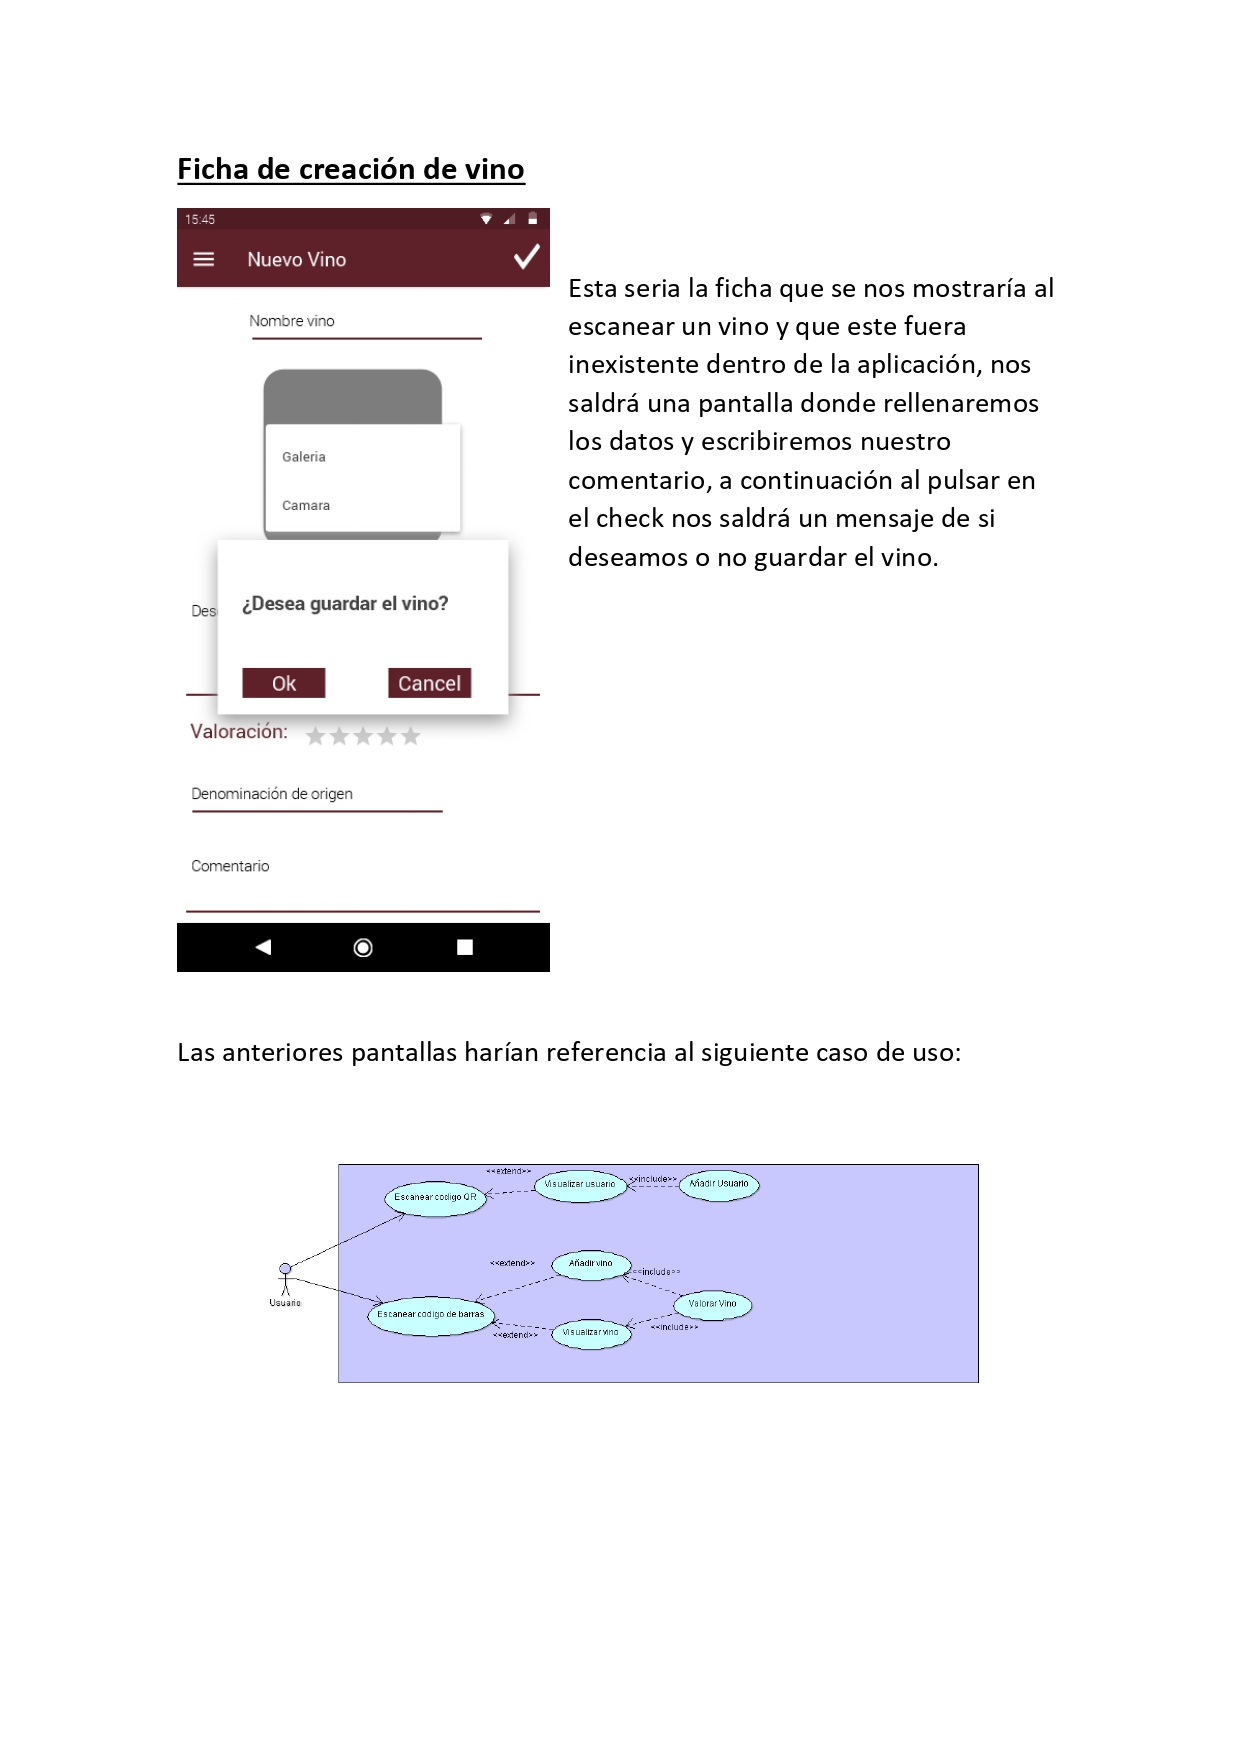 Ficha de creación de vino
15:45
Nuevo Vino
Nombre vino
Galeria
Camara
¿Desea guardar el vino?
Ok Cancel
Valoración:
Denominación de origen
Comentario
Esta seria la ficha que se nos mostraría al
escanear un vino y que este fuera
inexistente dentro de la aplicación, nos
saldrá una pantalla donde rellenaremos
los datos y escribiremos nuestro
comentario, a continuación al pulsar en
el check nos saldrá un mensaje de si
deseamos o no guardar el vino.
Las anteriores pantallas harían referencia al siguiente caso de uso:
<<extend>>
Visualizar usuario
<<include>>
Añadir Usuario
Escanear codigo QR
<<extend>>
Añadir vino
<<include>>
Usuario
Valorar Vino
Escanear codigo de barras
<<extend>>
Visualizar vino
<<include>>